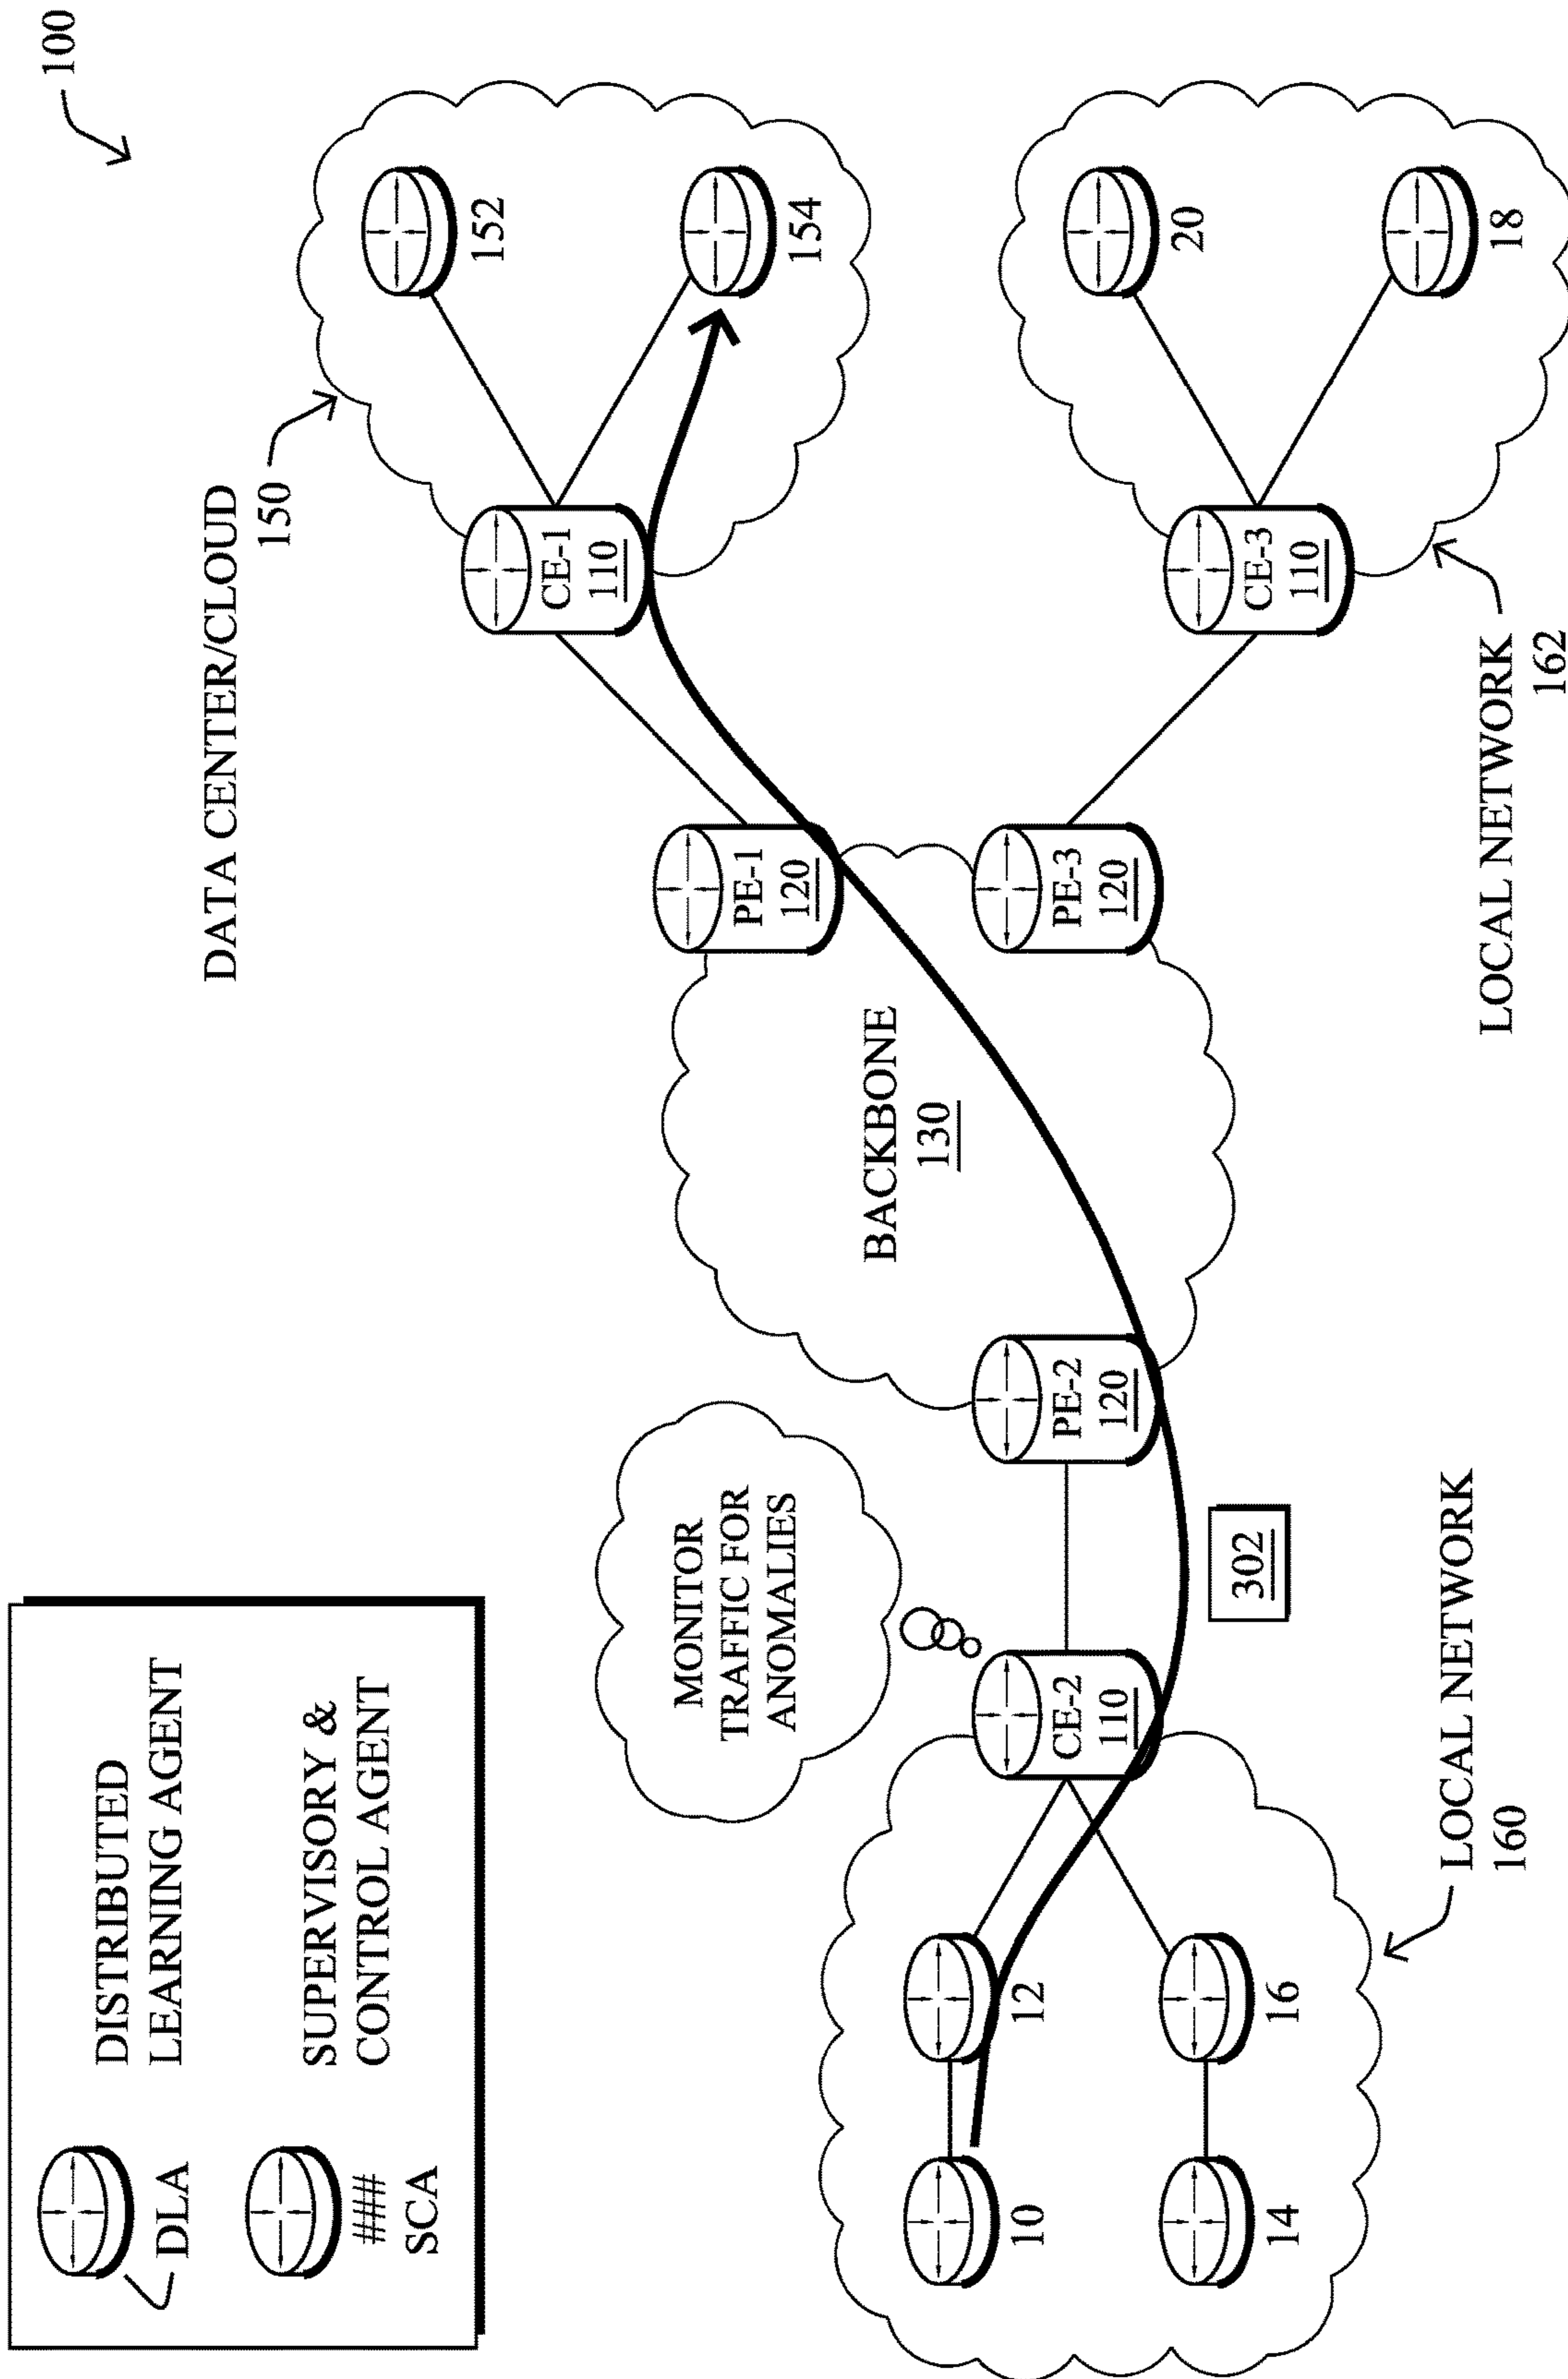 100
DISTRIBUTED
LEARNING AGENT
DLA
SUPERVISORY &
CONTROL AGENT
###
SCA
DATA CENTER/CLOUD
150
152
154
CE-1
110
PE-1
120
BACKBONE
130
MONITOR
TRAFFIC FOR
ANOMALIES
PE-2
120
PE-3
120
CE-2
110
CE-3
110
302
10
12
14
16
20
18
LOCAL NETWORK
160
LOCAL NETWORK
162